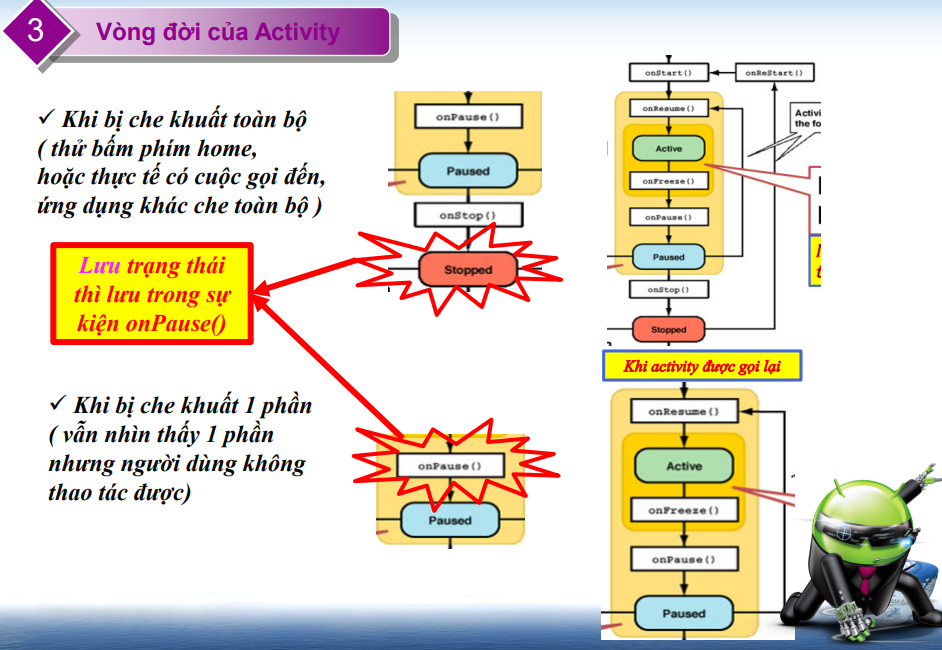 3
Vòng đời của Activity
✓ Khi bị che khuất toàn bộ
( thử bấm phím home,
hoặc thực tế có cuộc gọi đến,
ứng dụng khác che toàn bộ )
onPause()
Paused
onStop()
Stopped
Lưu trạng thái
thì lưu trong sự
kiện onPause()
✓ Khi bị che khuất 1 phần
( vẫn nhìn thấy 1 phần
nhưng người dùng không
thao tác được)
onPause()
Paused
onStart()
onReStart()
onResume()
Activi
the fo
Active
onFreeze()
onPause()
Paused
onStop()
Stopped
Khi activity được gọi lại
onResume()
Active
onFreeze()
onPause()
Paused